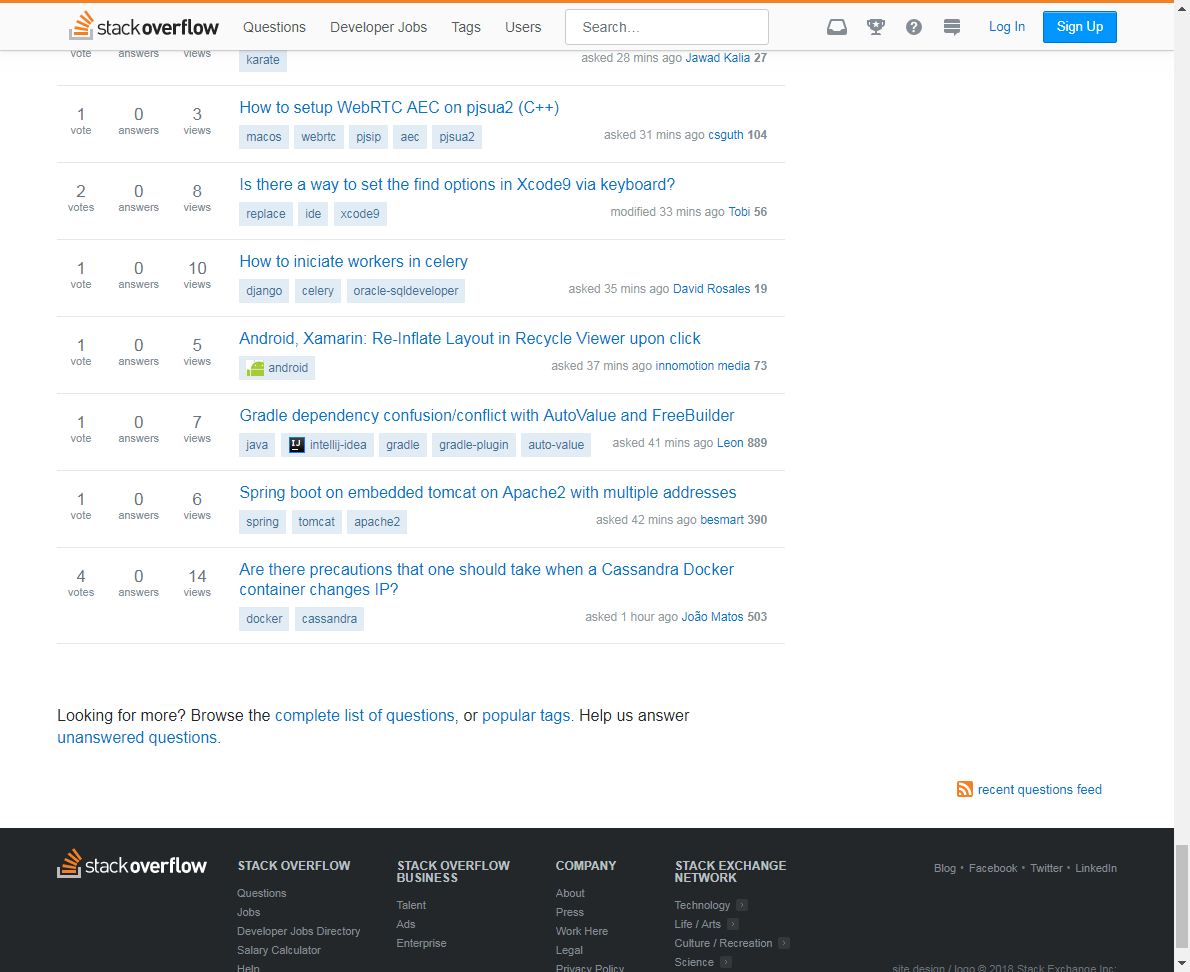 stackoverflow Questions Developer Jobs Tags Users Search... Log In Sign Up
vote answers views
karate asked 28 mins ago Jawad Kalia 27
1 0 3 How to setup WebRTC AEC on pjsua2 (C++)
vote answers views macos webrtc pjsip aec pjsua2 asked 31 mins ago csguth 104
2 0 8 Is there a way to set the find options in Xcode9 via keyboard?
votes answers views replace ide xcode9 modified 33 mins ago Tobi 56
1 0 10 How to iniciate workers in celery
vote answers views django celery oracle-sqldeveloper asked 35 mins ago David Rosales 19
1 0 5 Android, Xamarin: Re-Inflate Layout in Recycle Viewer upon click
vote answers views android asked 37 mins ago innomotion media 73
1 0 7 Gradle dependency confusion/conflict with AutoValue and FreeBuilder
vote answers views java IJ intellij-idea gradle gradle-plugin auto-value asked 41 mins ago Leon 889
1 0 6 Spring boot on embedded tomcat on Apache2 with multiple addresses
vote answers views spring tomcat apache2 asked 42 mins ago besmart 390
4 0 14 Are there precautions that one should take when a Cassandra Docker
votes answers views container changes IP?
docker cassandra asked 1 hour ago João Matos 503
Looking for more? Browse the complete list of questions, or popular tags. Help us answer
unanswered questions.
recent questions feed
stackoverflow
STACK OVERFLOW
Questions
Jobs
Developer Jobs Directory
Salary Calculator
Help
STACK OVERFLOW
BUSINESS
Talent
Ads
Enterprise
COMPANY
About
Press
Work Here
Legal
Privacy Policy
STACK EXCHANGE
NETWORK
Technology
Life / Arts
Culture / Recreation
Science
Blog • Facebook • Twitter • LinkedIn
site design / logo © 2018 Stack Exchange Inc;